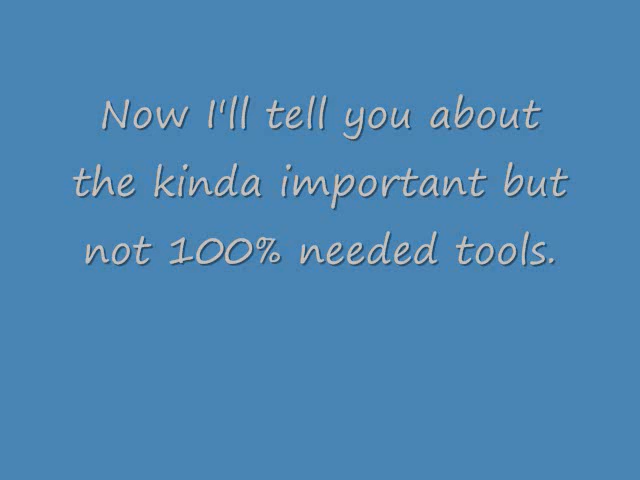 Now I'll tell you about
the kinda important but
not 100% needed tools.